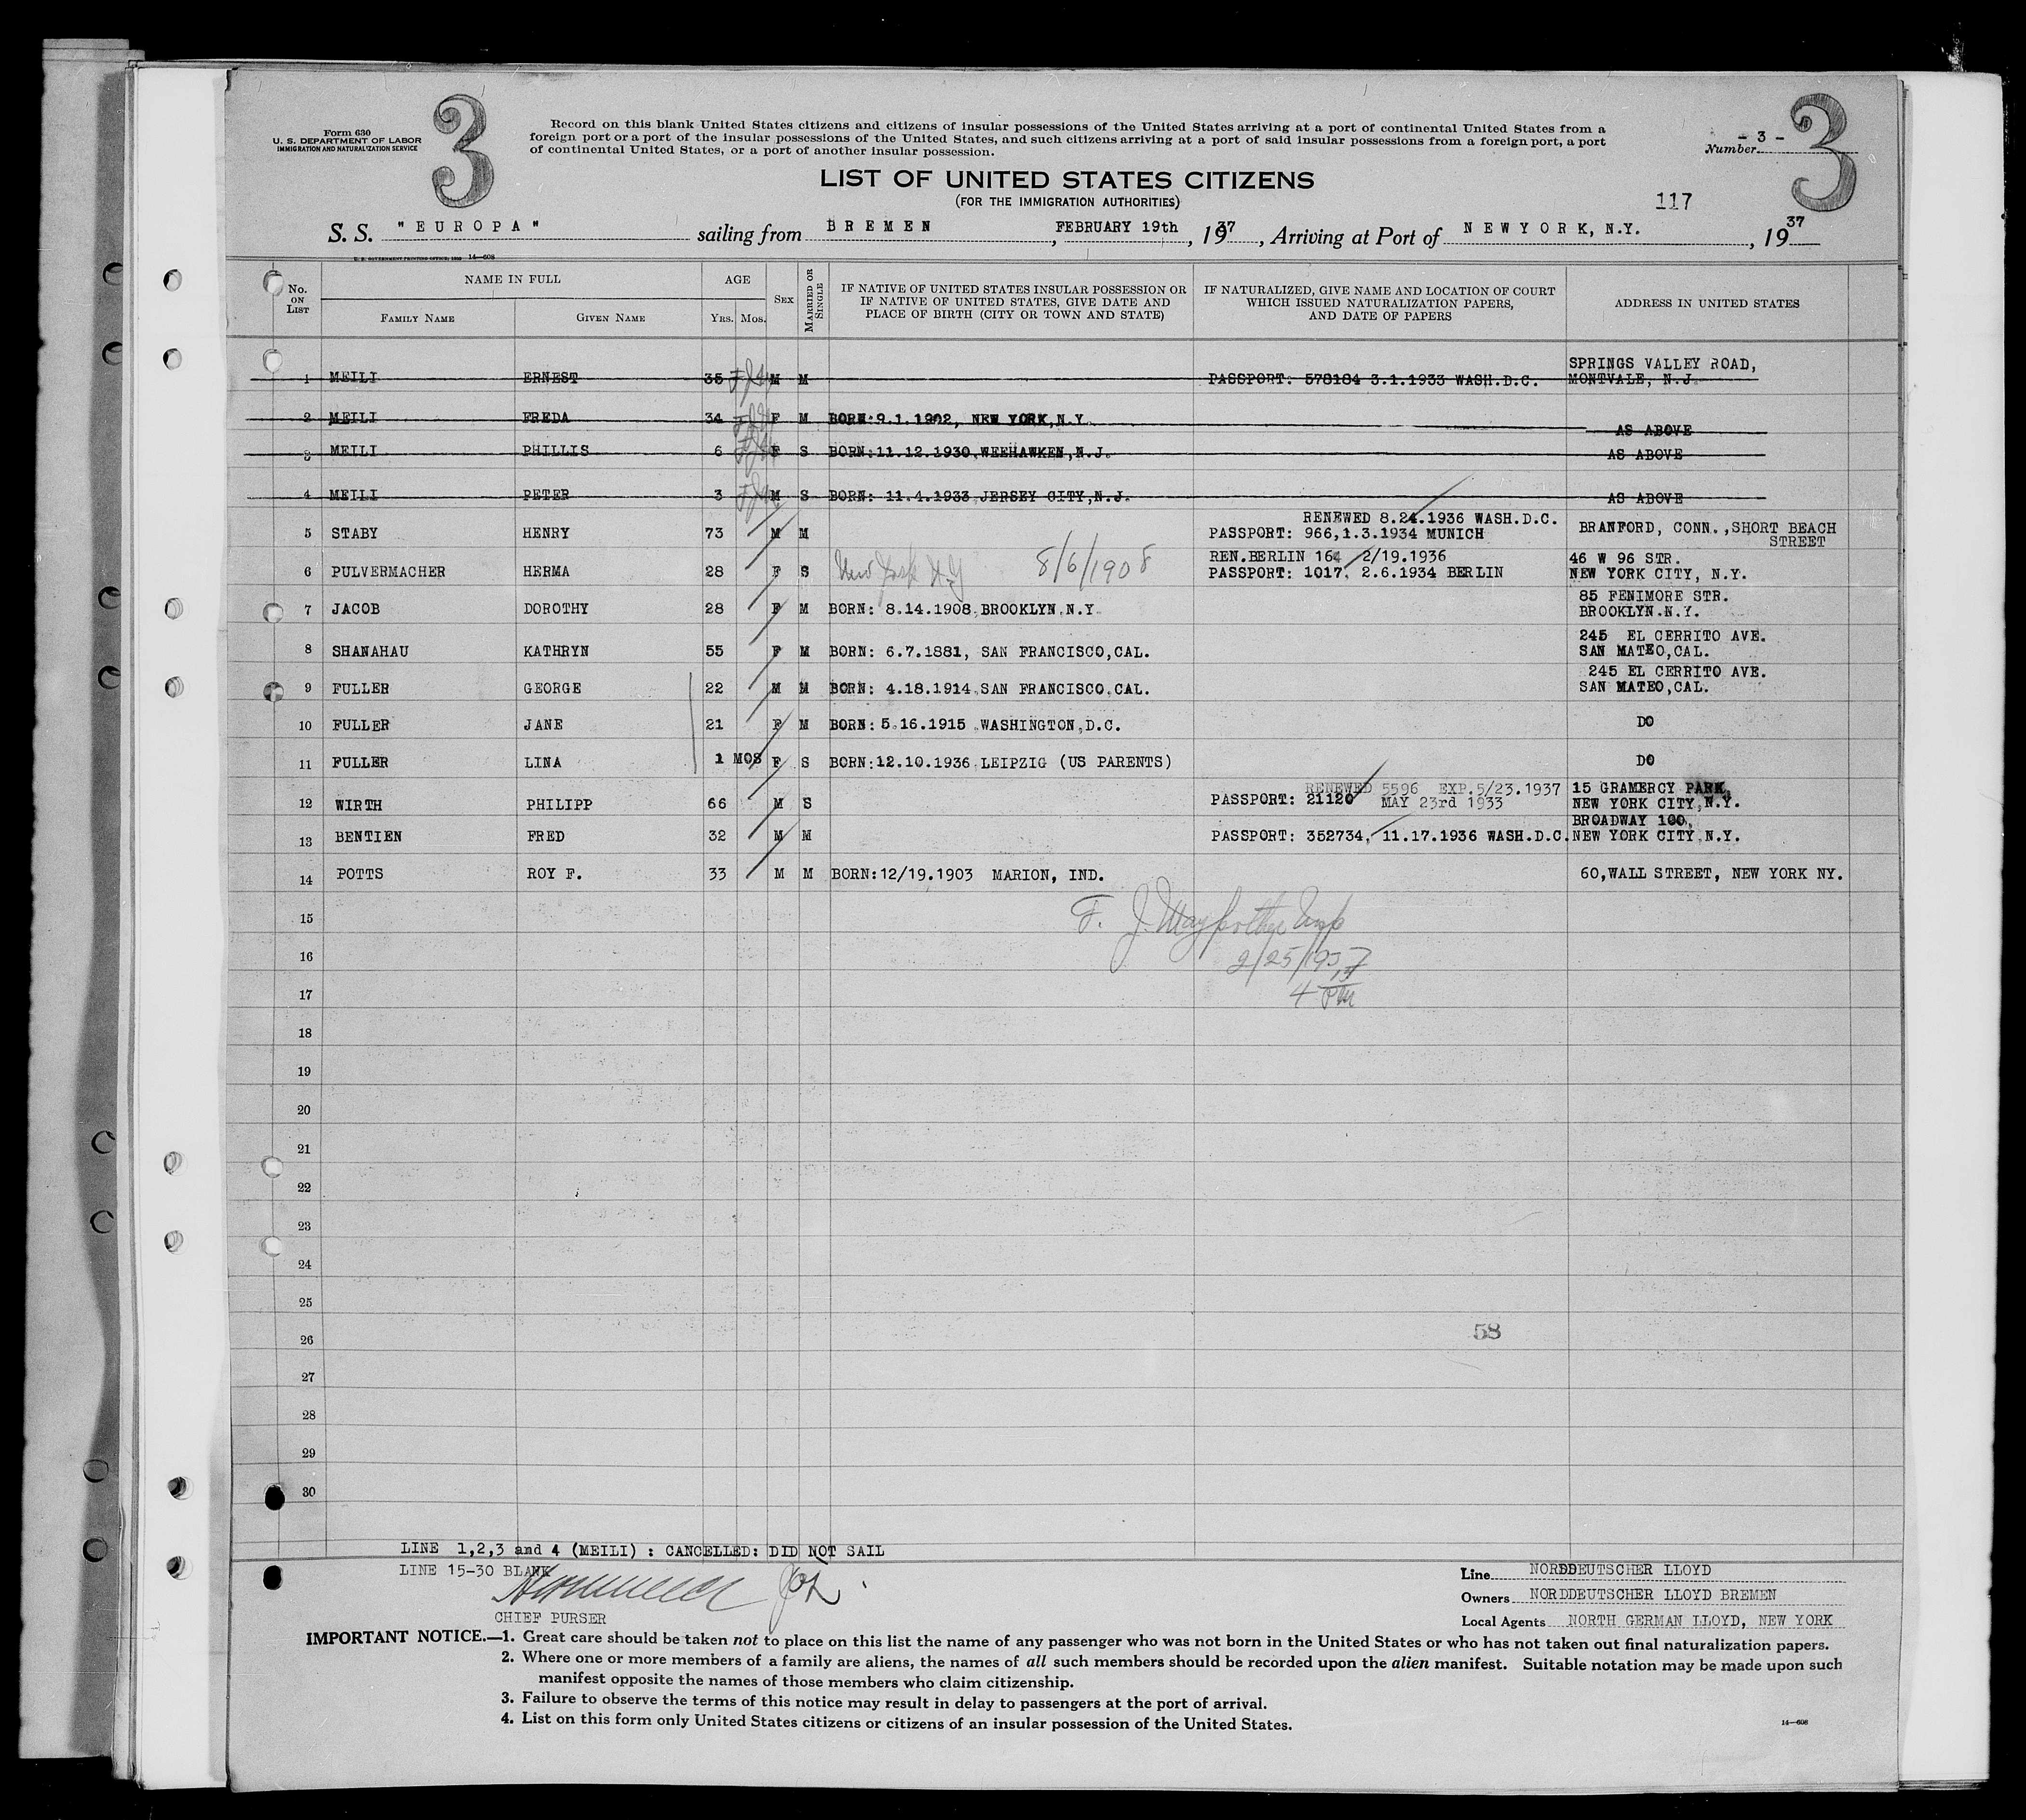 Form 630
U. S. DEPARTMENT OF LABOR
IMMIGRATION AND NATURALIZATION SERVICE
3
Record on this blank United States citizens and citizens of insular possessions of the United States arriving at a port of continental United States from a
foreign port or a port of the insular possessions of the United States, and such citizens arriving at a port of said insular possessions from a foreign port, a port
of continental United States, or a port of another insular possession.
Number - 3 -
3
LIST OF UNITED STATES CITIZENS
(FOR THE IMMIGRATION AUTHORITIES)
117
S. S. "EUROPA" sailing from BREMEN, FEBRUARY 19th, 1937, Arriving at Port of NEW YORK, N.Y., 1937
U. S. GOVERNMENT PRINTING OFFICE: 14—608
No. ON LIST NAME IN FULL FAMILY NAME GIVEN NAME AGE YRS. MOS. SEX MARRIED OR SINGLE IF NATIVE OF UNITED STATES INSULAR POSSESSION OR IF NATIVE OF UNITED STATES, GIVE DATE AND PLACE OF BIRTH (CITY OR TOWN AND STATE) IF NATURALIZED, GIVE NAME AND LOCATION OF COURT WHICH ISSUED NATURALIZATION PAPERS, AND DATE OF PAPERS ADDRESS IN UNITED STATES
1 MEILI ERNEST 35 M M PASSPORT: 578184 3.1.1933 WASH.D.C. SPRINGS VALLEY ROAD, MONTVALE, N.J.
2 MEILI FREDA 34 F M BORN: 9.1.1902, NEW YORK,N.Y. AS ABOVE
3 MEILI PHILLIS 6 F S BORN:11.12.1930,WEEHAWKEN,N.J. AS ABOVE
4 MEILI PETER 3 M S BORN: 11.4.1933 JERSEY CITY,N.J. AS ABOVE
5 STABY HENRY 73 M M RENEWED 8.24.1936 WASH.D.C. PASSPORT: 966,1.3.1934 MUNICH BRANFORD, CONN.,SHORT BEACH STREET
6 PULVERMACHER HERMA 28 F S New York N.Y 8/6/1908 REN.BERLIN 164 2/19.1936 PASSPORT: 1017, 2.6.1934 BERLIN 46 W 96 STR. NEW YORK CITY, N.Y.
7 JACOB DOROTHY 28 F M BORN: 8.14.1908 BROOKLYN N.Y. 85 FENIMORE STR. BROOKLYN.N.Y.
8 SHANAHAU KATHRYN 55 F M BORN: 6.7.1881, SAN FRANCISCO,CAL. 245 EL CERRITO AVE. SAN MATEO,CAL.
9 FULLER GEORGE 22 M M BORN: 4.18.1914,SAN FRANCISCO.CAL. 245 EL CERRITO AVE. SAN MATEO,CAL.
10 FULLER JANE 21 F M BORN: 5.16.1915 WASHINGTON,D.C. DO
11 FULLER LINA 1 MOS F S BORN:12.10.1936 LEIPZIG (US PARENTS) DO
12 WIRTH PHILIPP 66 M S RENEWED 5596 EXP.5/23.1937 PASSPORT: 21120 MAY 23rd 1933 15 GRAMERCY PARK, NEW YORK CITY,N.Y.
13 BENTIEN FRED 32 M M PASSPORT: 352734, 11.17.1936 WASH.D.C. BROADWAY 100, NEW YORK CITY,N.Y.
14 POTTS ROY F. 33 M M BORN:12/19.1903 MARION, IND. 60,WALL STREET, NEW YORK NY.
15
F. J.
16
2/25/1937
17
4 PM
18
19
20
21
22
23
24
25
26
58
27
28
29
30
LINE 1,2,3 and 4 (MEILI) : CANCELLED: DID NOT SAIL
LINE 15-30 BLANK
CHIEF PURSER
Line NORDDEUTSCHER LLOYD
Owners NORDDEUTSCHER LLOYD BREMEN
Local Agents NORTH GERMAN LLOYD, NEW YORK
IMPORTANT NOTICE.—1. Great care should be taken not to place on this list the name of any passenger who was not born in the United States or who has not taken out final naturalization papers.
2. Where one or more members of a family are aliens, the names of all such members should be recorded upon the alien manifest. Suitable notation may be made upon such
manifest opposite the names of those members who claim citizenship.
3. Failure to observe the terms of this notice may result in delay to passengers at the port of arrival.
4. List on this form only United States citizens or citizens of an insular possession of the United States.
14—608